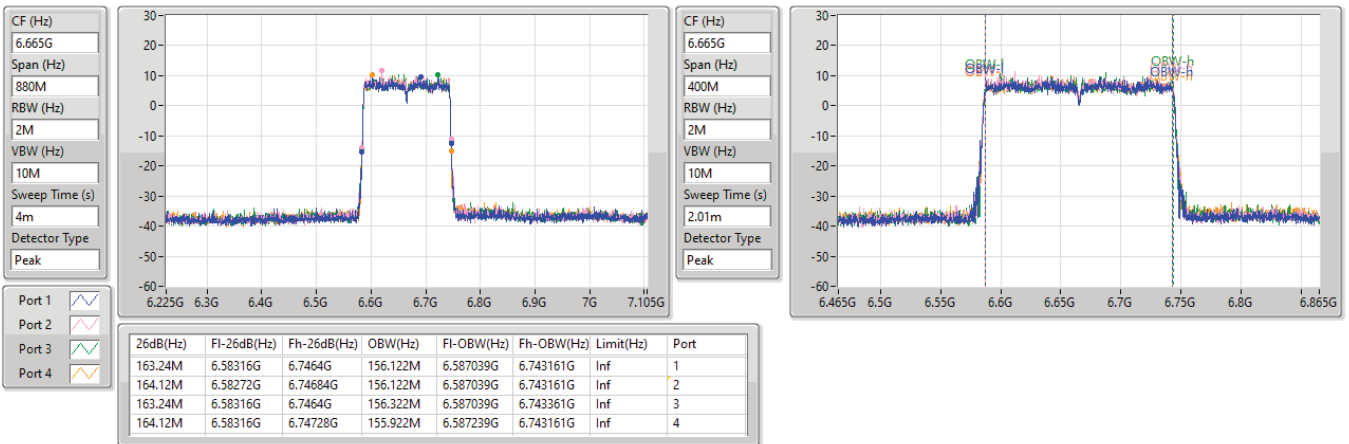 CF (Hz)
6.665G
Span (Hz)
880M
RBW (Hz)
2M
VBW (Hz)
10M
Sweep Time (s)
4m
Detector Type
Peak
30
20
10
0
-10
-20
-30
-40
-50
-60
6.225G 6.3G 6.4G 6.5G 6.6G 6.7G 6.8G 6.9G 7G 7.105G
CF (Hz)
6.665G
Span (Hz)
400M
RBW (Hz)
2M
VBW (Hz)
10M
Sweep Time (s)
2.01m
Detector Type
Peak
30
20
10
0
-10
-20
-30
-40
-50
-60
OBW-l
OBW-h
OBW-h
6.465G 6.5G 6.55G 6.6G 6.65G 6.7G 6.75G 6.8G 6.865G
Port 1
Port 2
Port 3
Port 4
26dB(Hz) Fl-26dB(Hz) Fh-26dB(Hz) OBW(Hz) Fl-OBW(Hz) Fh-OBW(Hz) Limit(Hz) Port
163.24M 6.58316G 6.7464G 156.122M 6.587039G 6.743161G Inf 1
164.12M 6.58272G 6.74684G 156.122M 6.587039G 6.743161G Inf 2
163.24M 6.58316G 6.7464G 156.322M 6.587039G 6.743361G Inf 3
164.12M 6.58316G 6.74728G 155.922M 6.587239G 6.743161G Inf 4